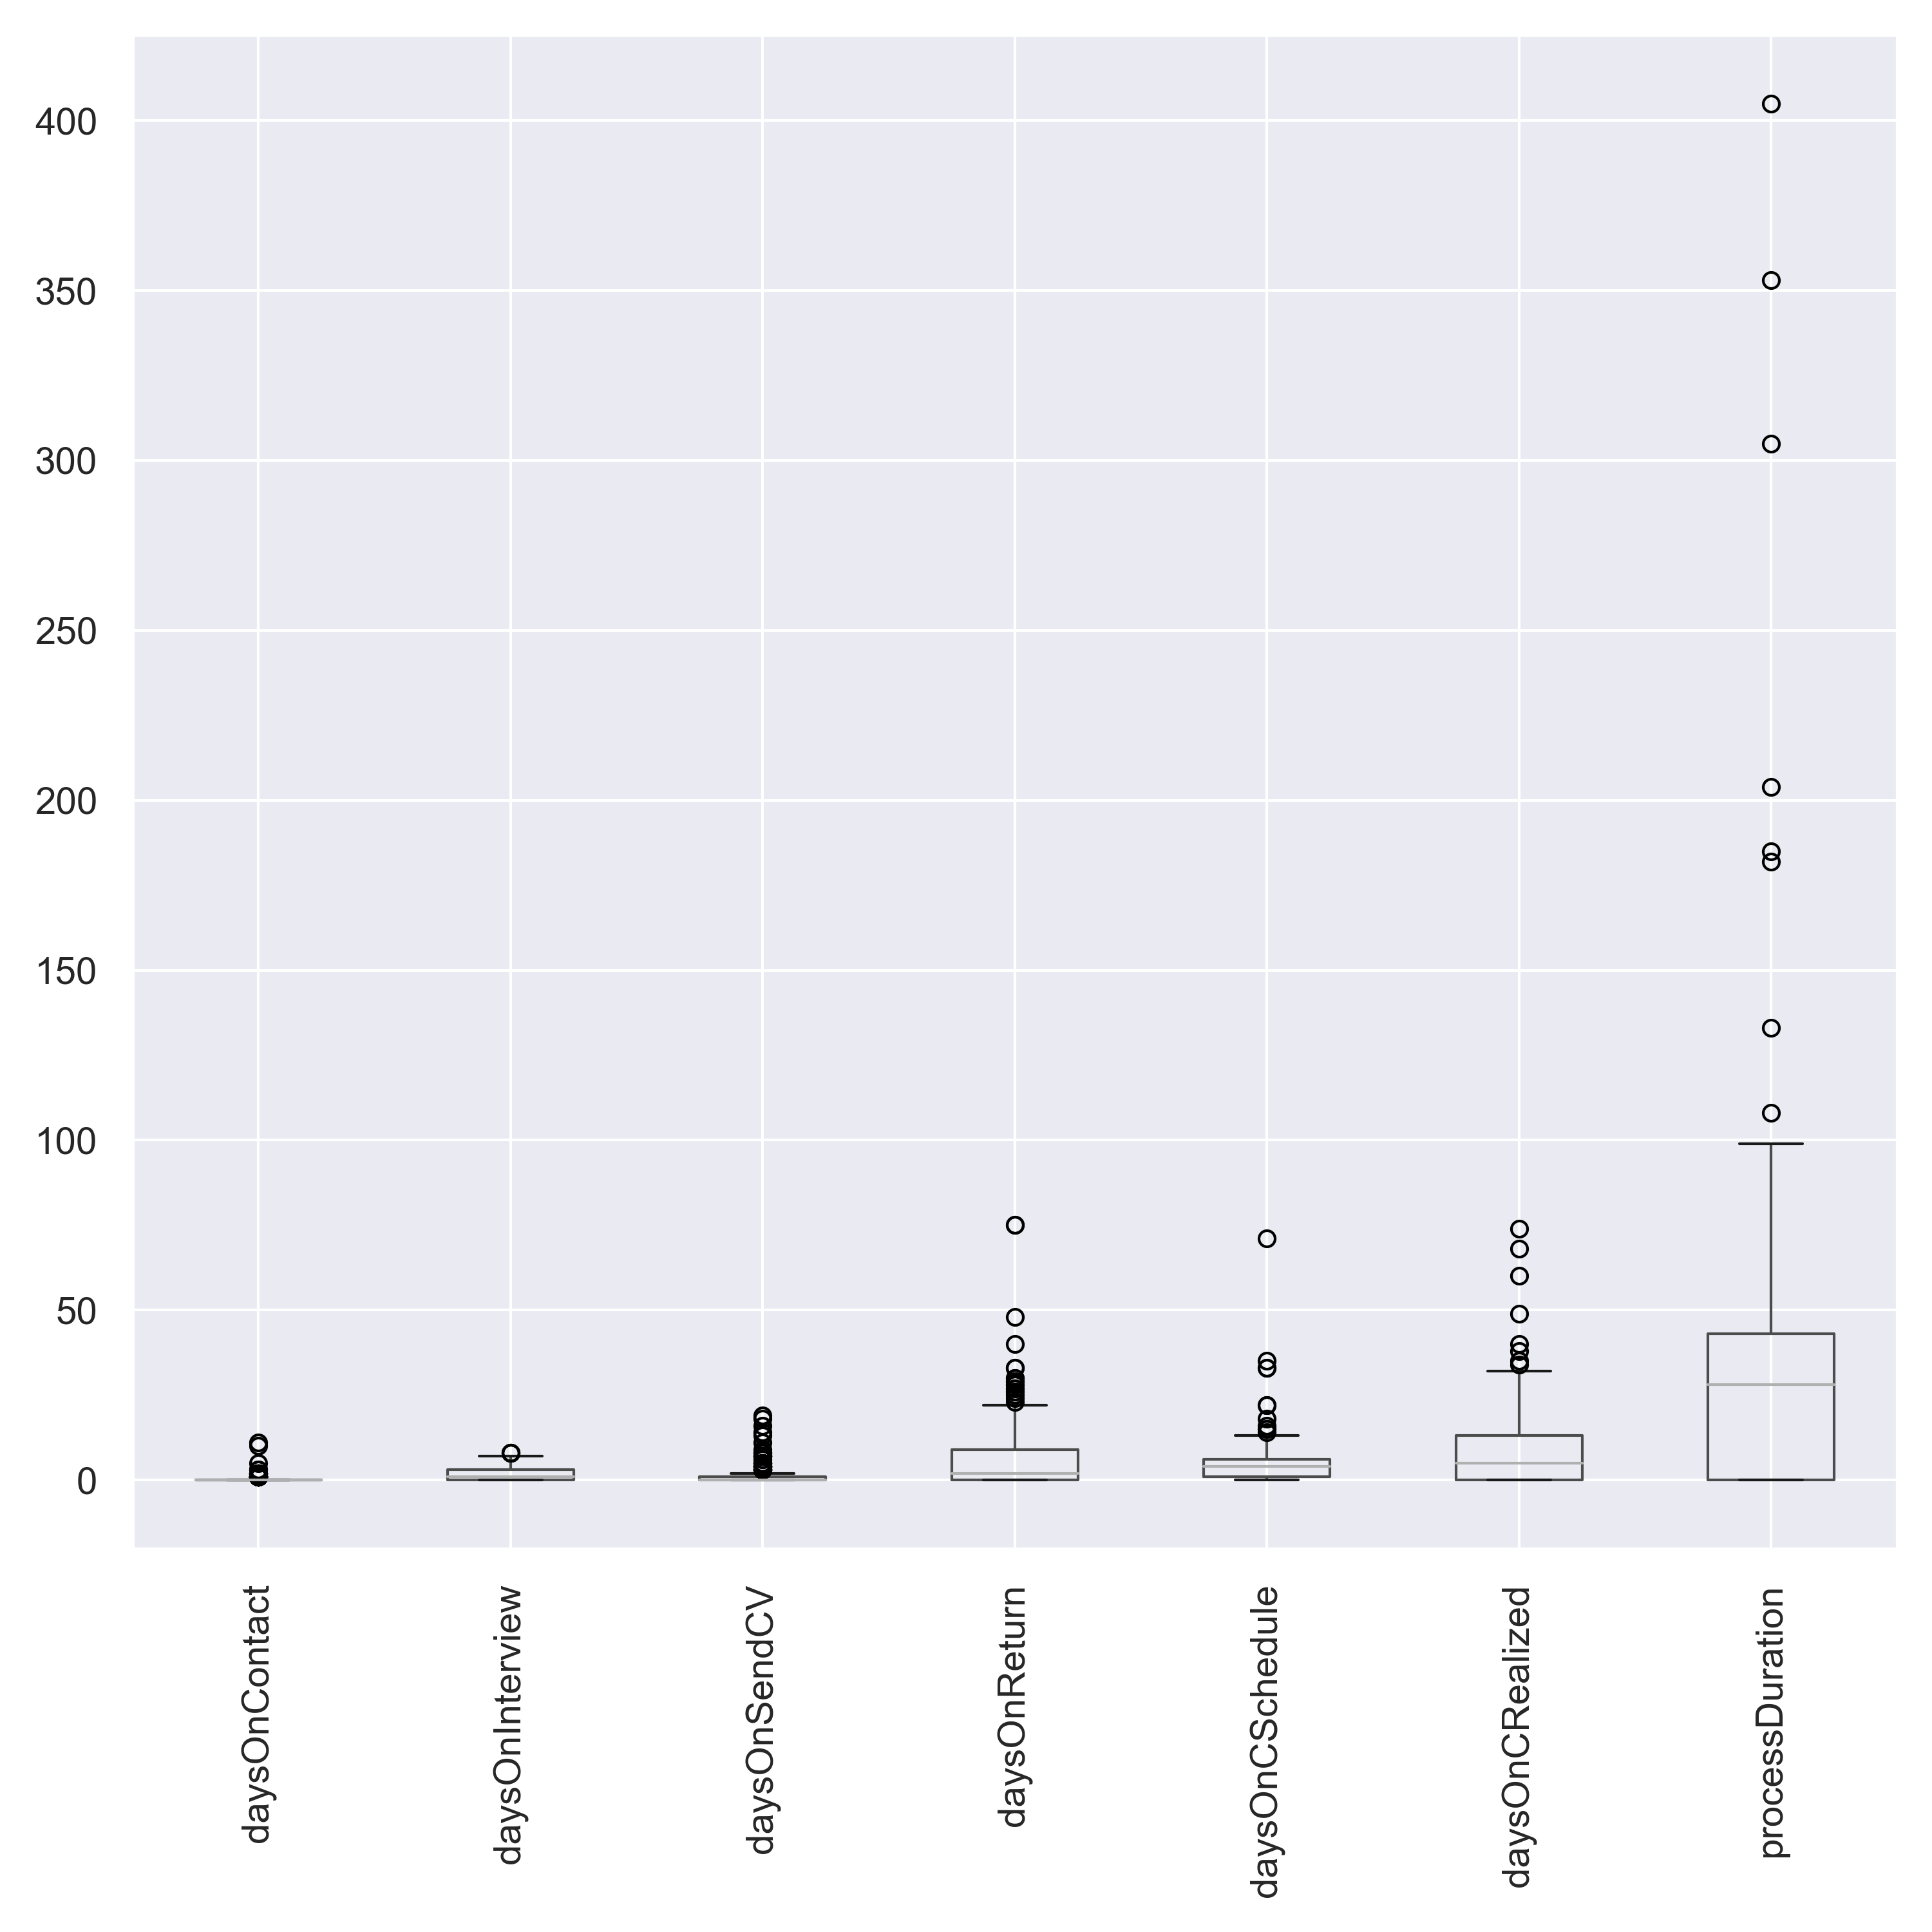 400
350
300
250
200
150
100
50
0
daysOnContact
daysOnInterview
daysOnSendCV
daysOnReturn
daysOnCSchedule
daysOnCRealized
processDuration